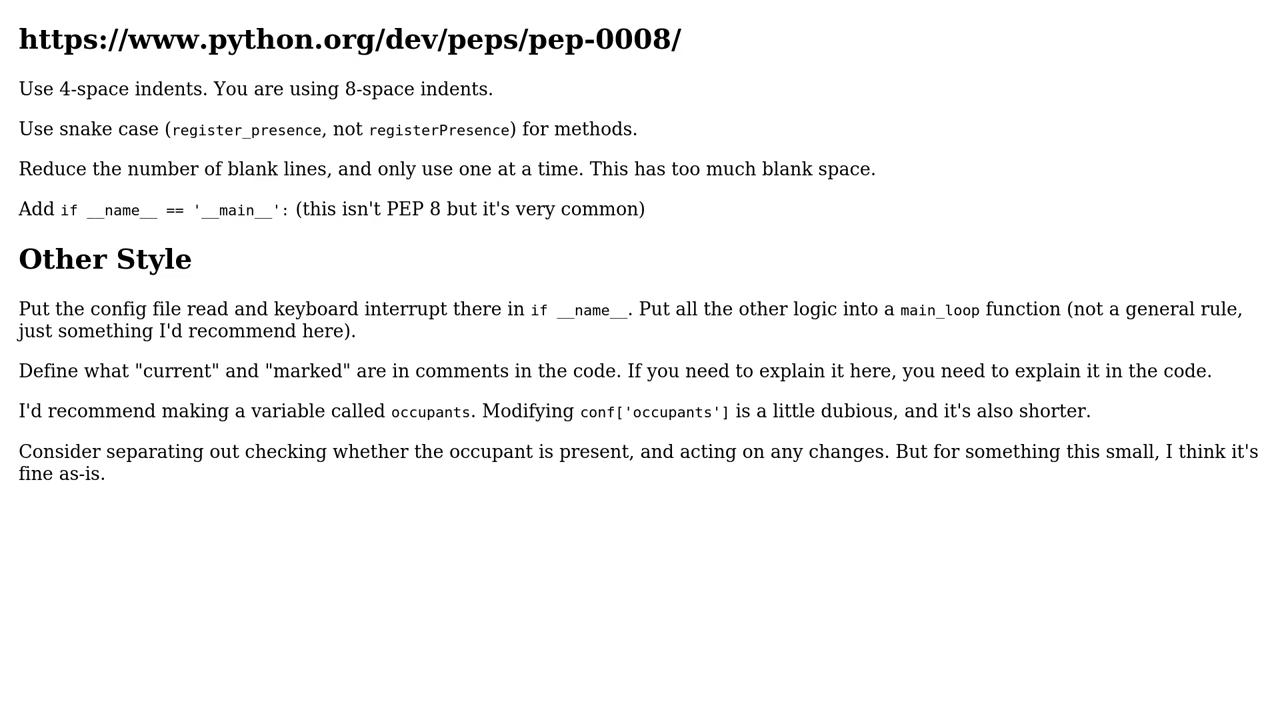 https://www.python.org/dev/peps/pep-0008/
Use 4-space indents. You are using 8-space indents.
Use snake case (register_presence, not registerPresence) for methods.
Reduce the number of blank lines, and only use one at a time. This has too much blank space.
Add if __name__ == '__main__': (this isn't PEP 8 but it's very common)
Other Style
Put the config file read and keyboard interrupt there in if __name__. Put all the other logic into a main_loop function (not a general rule,
just something I'd recommend here).
Define what "current" and "marked" are in comments in the code. If you need to explain it here, you need to explain it in the code.
I'd recommend making a variable called occupants. Modifying conf['occupants'] is a little dubious, and it's also shorter.
Consider separating out checking whether the occupant is present, and acting on any changes. But for something this small, I think it's
fine as-is.